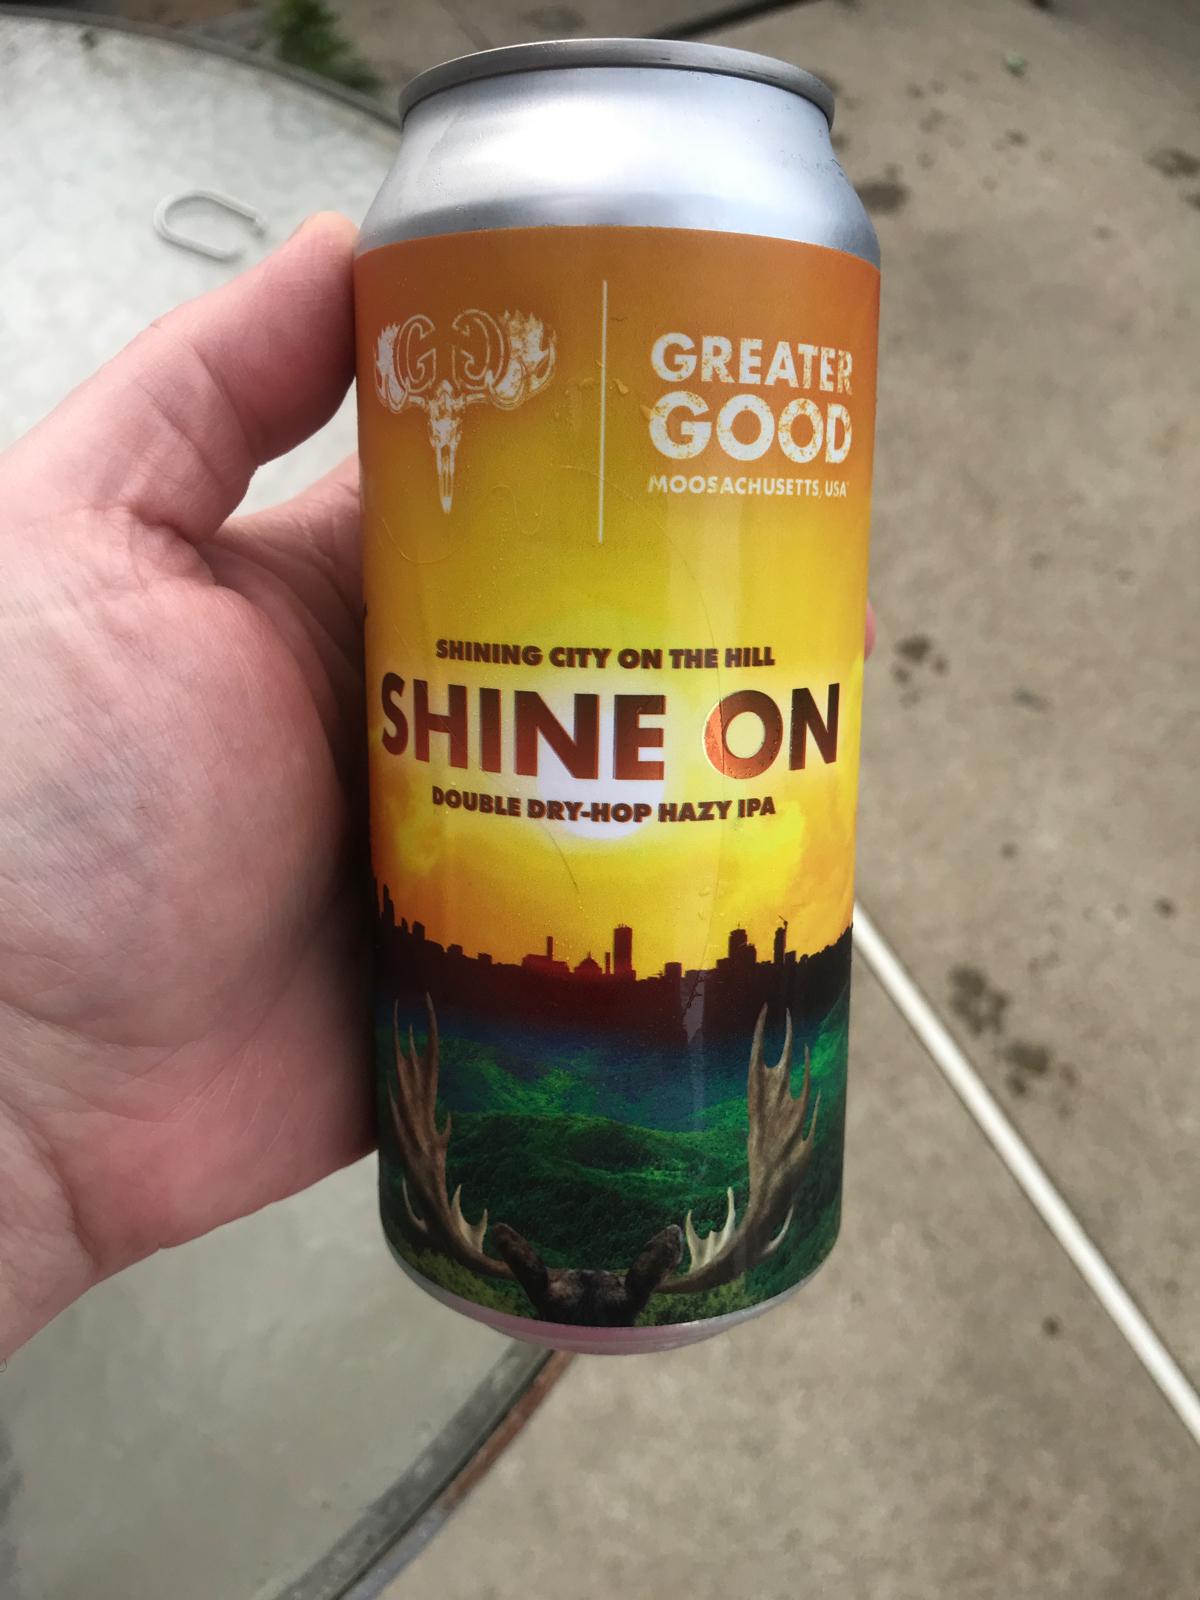 GG
GREATER
GOOD
MOOSACHUSETTS, USA
SHINING CITY ON THE HILL
SHINE ON
DOUBLE DRY-HOP HAZY IPA